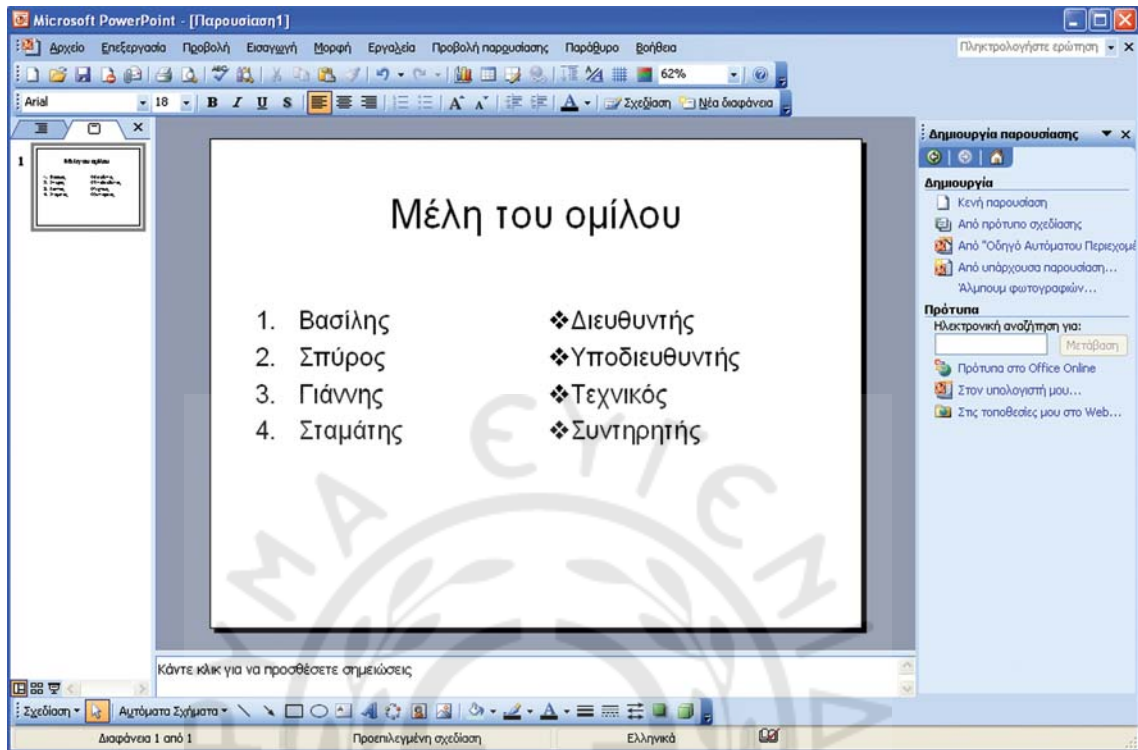 Microsoft PowerPoint - [Παρουσίαση1]
Αρχείο Επεξεργασία Προβολή Εισαγωγή Μορφή Εργαλεία Προβολή παρουσίασης Παράθυρο Βοήθεια Πληκτρολογήστε ερώτηση
62%
Arial 18 B I U S Σχεδίαση Νέα διαφάνεια
1
Μέλη του ομίλου
1. Βασίλης
2. Σπύρος
3. Γιάννης
4. Σταμάτης
❖Διευθυντής
❖Υποδιευθυντής
❖Τεχνικός
❖Συντηρητής
Δημιουργία παρουσίασης
Δημιουργία
Κενή παρουσίαση
Από πρότυπο σχεδίασης
Από "Οδηγό Αυτόματου Περιεχομέ
Από υπάρχουσα παρουσίαση...
Άλμπουμ φωτογραφιών...
Πρότυπα
Ηλεκτρονική αναζήτηση για:
Μετάβαση
Πρότυπα στο Office Online
Στον υπολογιστή μου...
Στις τοποθεσίες μου στο Web...
Κάντε κλικ για να προσθέσετε σημειώσεις
Σχεδίαση Αυτόματα Σχήματα
Διαφάνεια 1 από 1 Προεπιλεγμένη σχεδίαση Ελληνικά